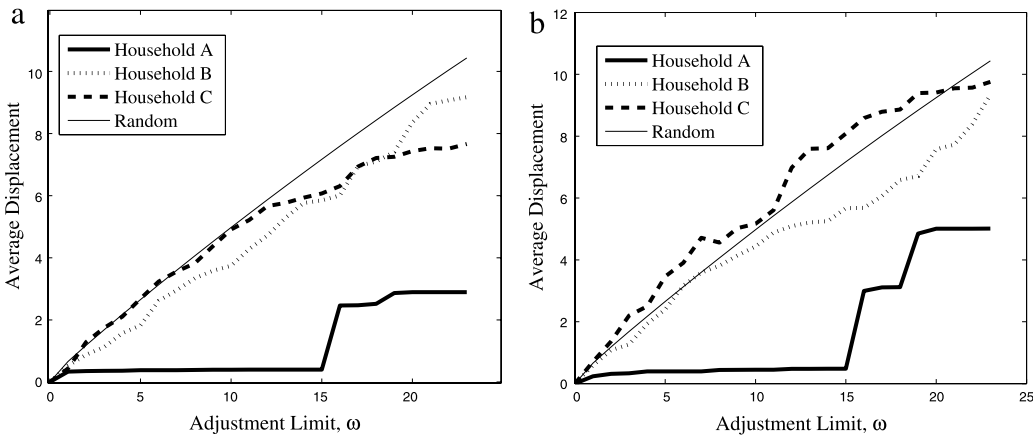 a
Household A
Household B
Household C
Random
10
8
6
4
2
0
0
5
10
15
20
Average Displacement
Adjustment Limit, ω
b
Household A
Household B
Household C
Random
12
10
8
6
4
2
0
0
5
10
15
20
25
Average Displacement
Adjustment Limit, ω